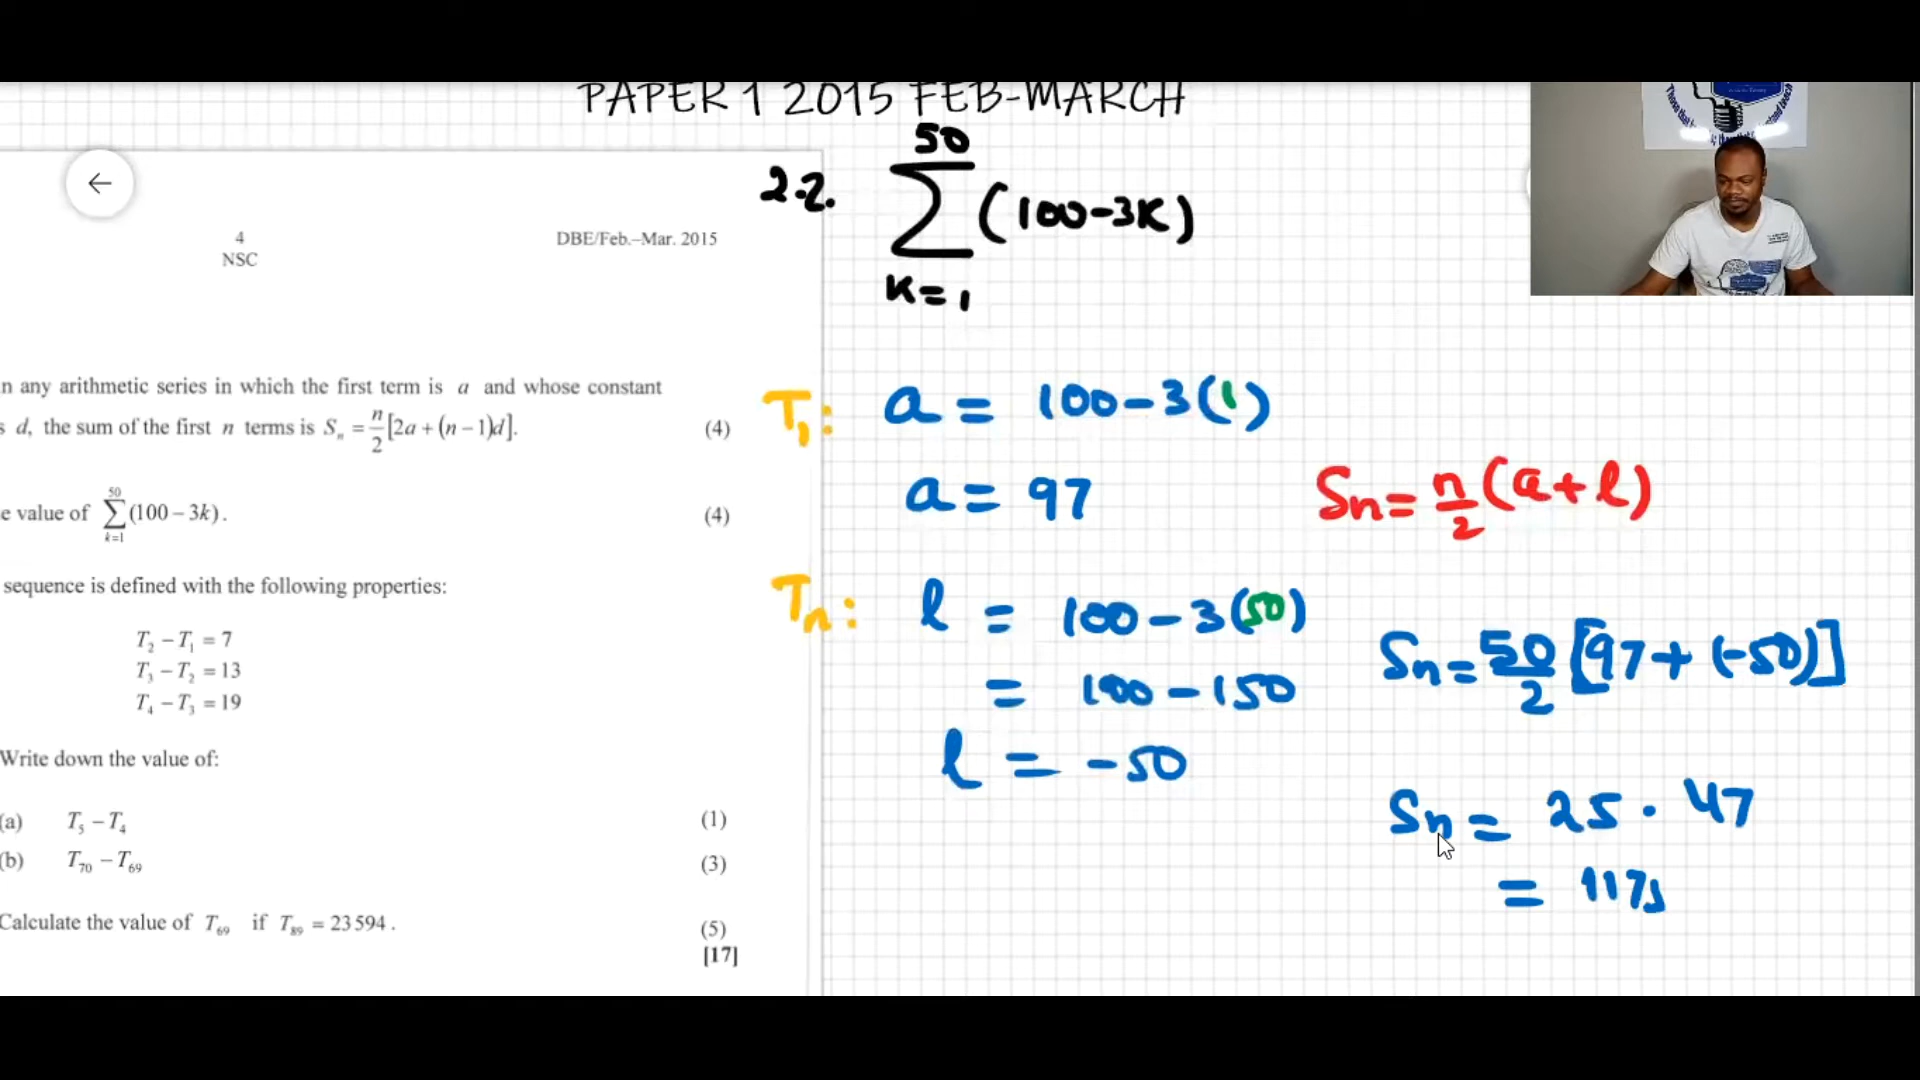 PAPER 1 2015 FEB-MARCH
4
NSC
DBE/Feb.–Mar. 2015
n any arithmetic series in which the first term is a and whose constant
s d, the sum of the first n terms is Sₙ = n/2 [2a + (n − 1)d]. (4)
e value of ∑_{k=1}^{50} (100 − 3k). (4)
sequence is defined with the following properties:
T₂ − T₁ = 7
T₃ − T₂ = 13
T₄ − T₃ = 19
Write down the value of:
(a) T₅ − T₄ (1)
(b) T₇₀ − T₆₉ (3)
Calculate the value of T₆₉ if T₈₉ = 23 594. (5)
[17]
2.2. ∑_{k=1}^{50} (100-3k)
T₁: a = 100-3(1)
a = 97
Tₙ: l = 100-3(50)
= 100-150
l = -50
Sn = n/2 (a+l)
Sn = 50/2 [97+(-50)]
Sn = 25 · 47
= 1175